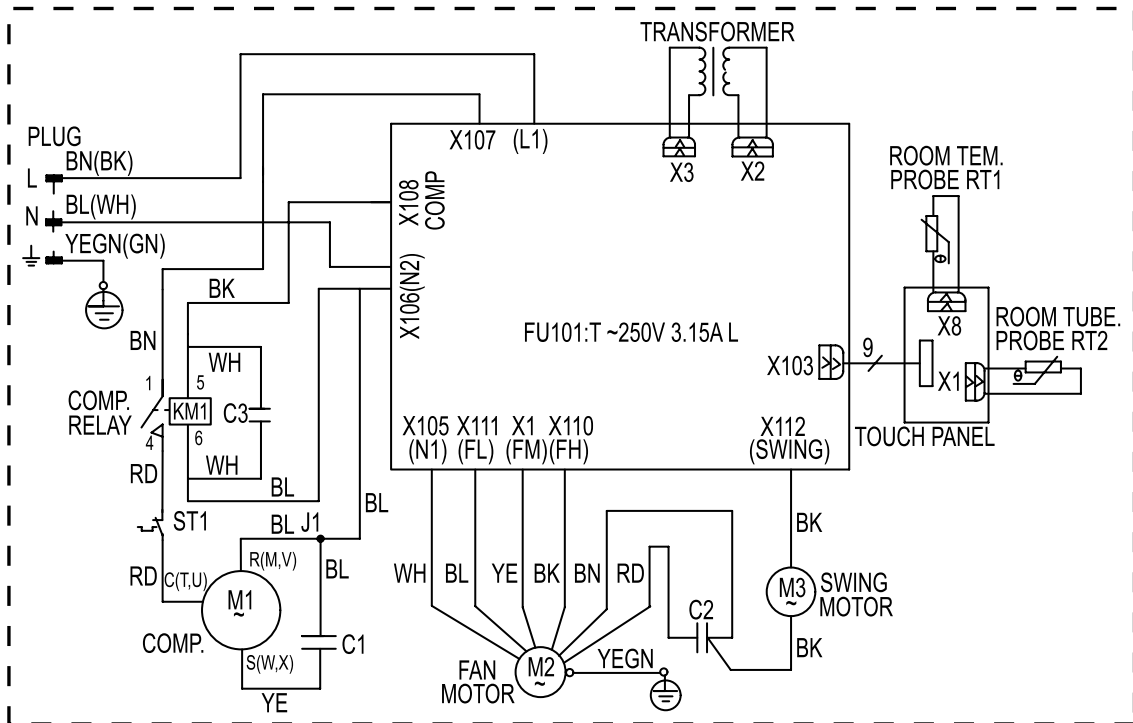 TRANSFORMER
PLUG
L
BN(BK)
N
BL(WH)
YEGN(GN)
X107
(L1)
X3
X2
X108
COMP
X106(N2)
ROOM TEM.
PROBE RT1
θ
X8
ROOM TUBE.
PROBE RT2
θ
X1
TOUCH PANEL
FU101:T ~250V 3.15A L
X103
9
BK
BN
WH
1
5
COMP.
RELAY
KM1
C3
4
6
WH
RD
BL
ST1
BL
J1
BL
RD
C(T,U)
R(M,V)
BL
M1
~
COMP.
S(W,X)
C1
YE
X105
(N1)
X111
(FL)
X1
(FM)
X110
(FH)
X112
(SWING)
WH
BL
YE
BK
BN
RD
BK
C2
M3
~
SWING
MOTOR
FAN
MOTOR
M2
~
YEGN
BK